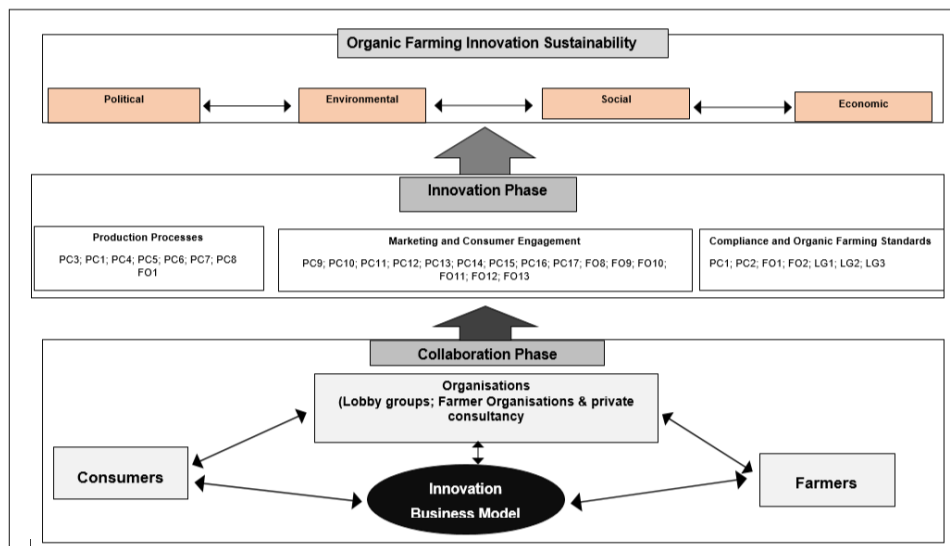 Organic Farming Innovation Sustainability
Political
Environmental
Social
Economic
Innovation Phase
Production Processes
PC3; PC1; PC4; PC5; PC6; PC7; PC8
FO1
Marketing and Consumer Engagement
PC9; PC10; PC11; PC12; PC13; PC14; PC15; PC16; PC17; FO8; FO9; FO10;
FO11; FO12; FO13
Compliance and Organic Farming Standards
PC1; PC2; FO1; FO2; LG1; LG2; LG3
Collaboration Phase
Organisations
(Lobby groups; Farmer Organisations & private
consultancy
Consumers
Innovation
Business Model
Farmers